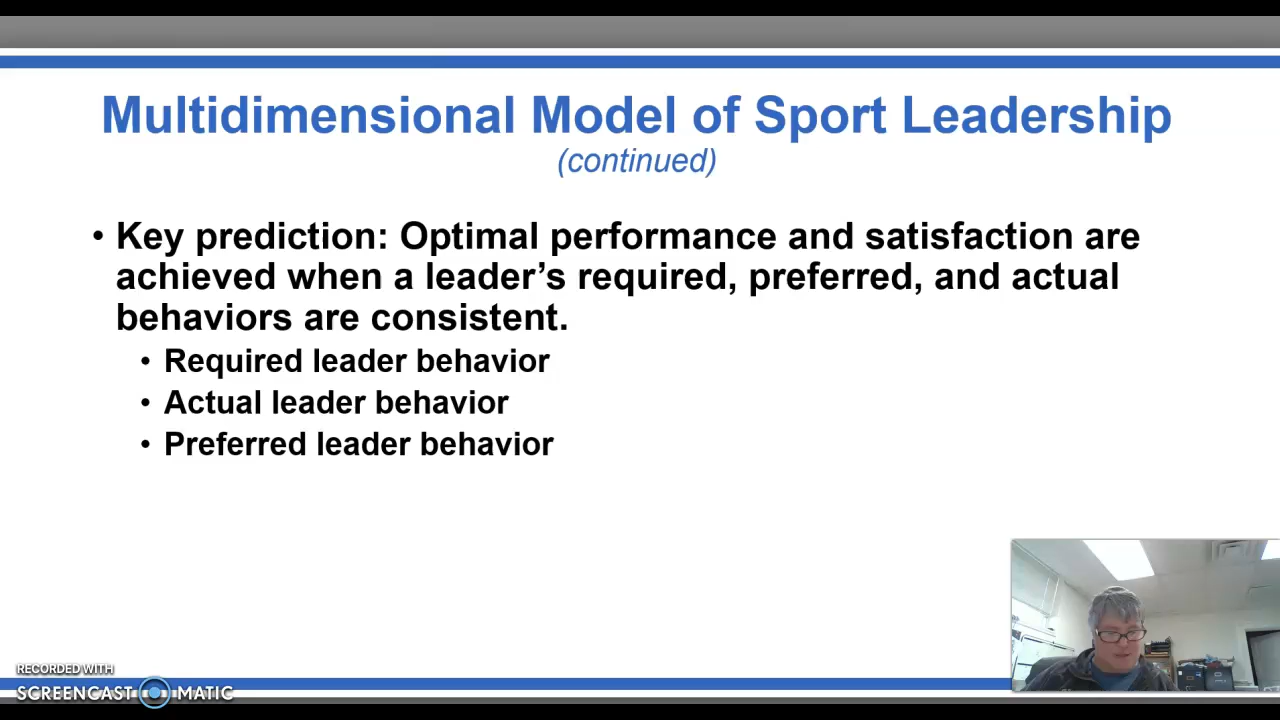 Multidimensional Model of Sport Leadership
(continued)
• Key prediction: Optimal performance and satisfaction are
achieved when a leader’s required, preferred, and actual
behaviors are consistent.
• Required leader behavior
• Actual leader behavior
• Preferred leader behavior
RECORDED WITH
SCREENCAST MATIC